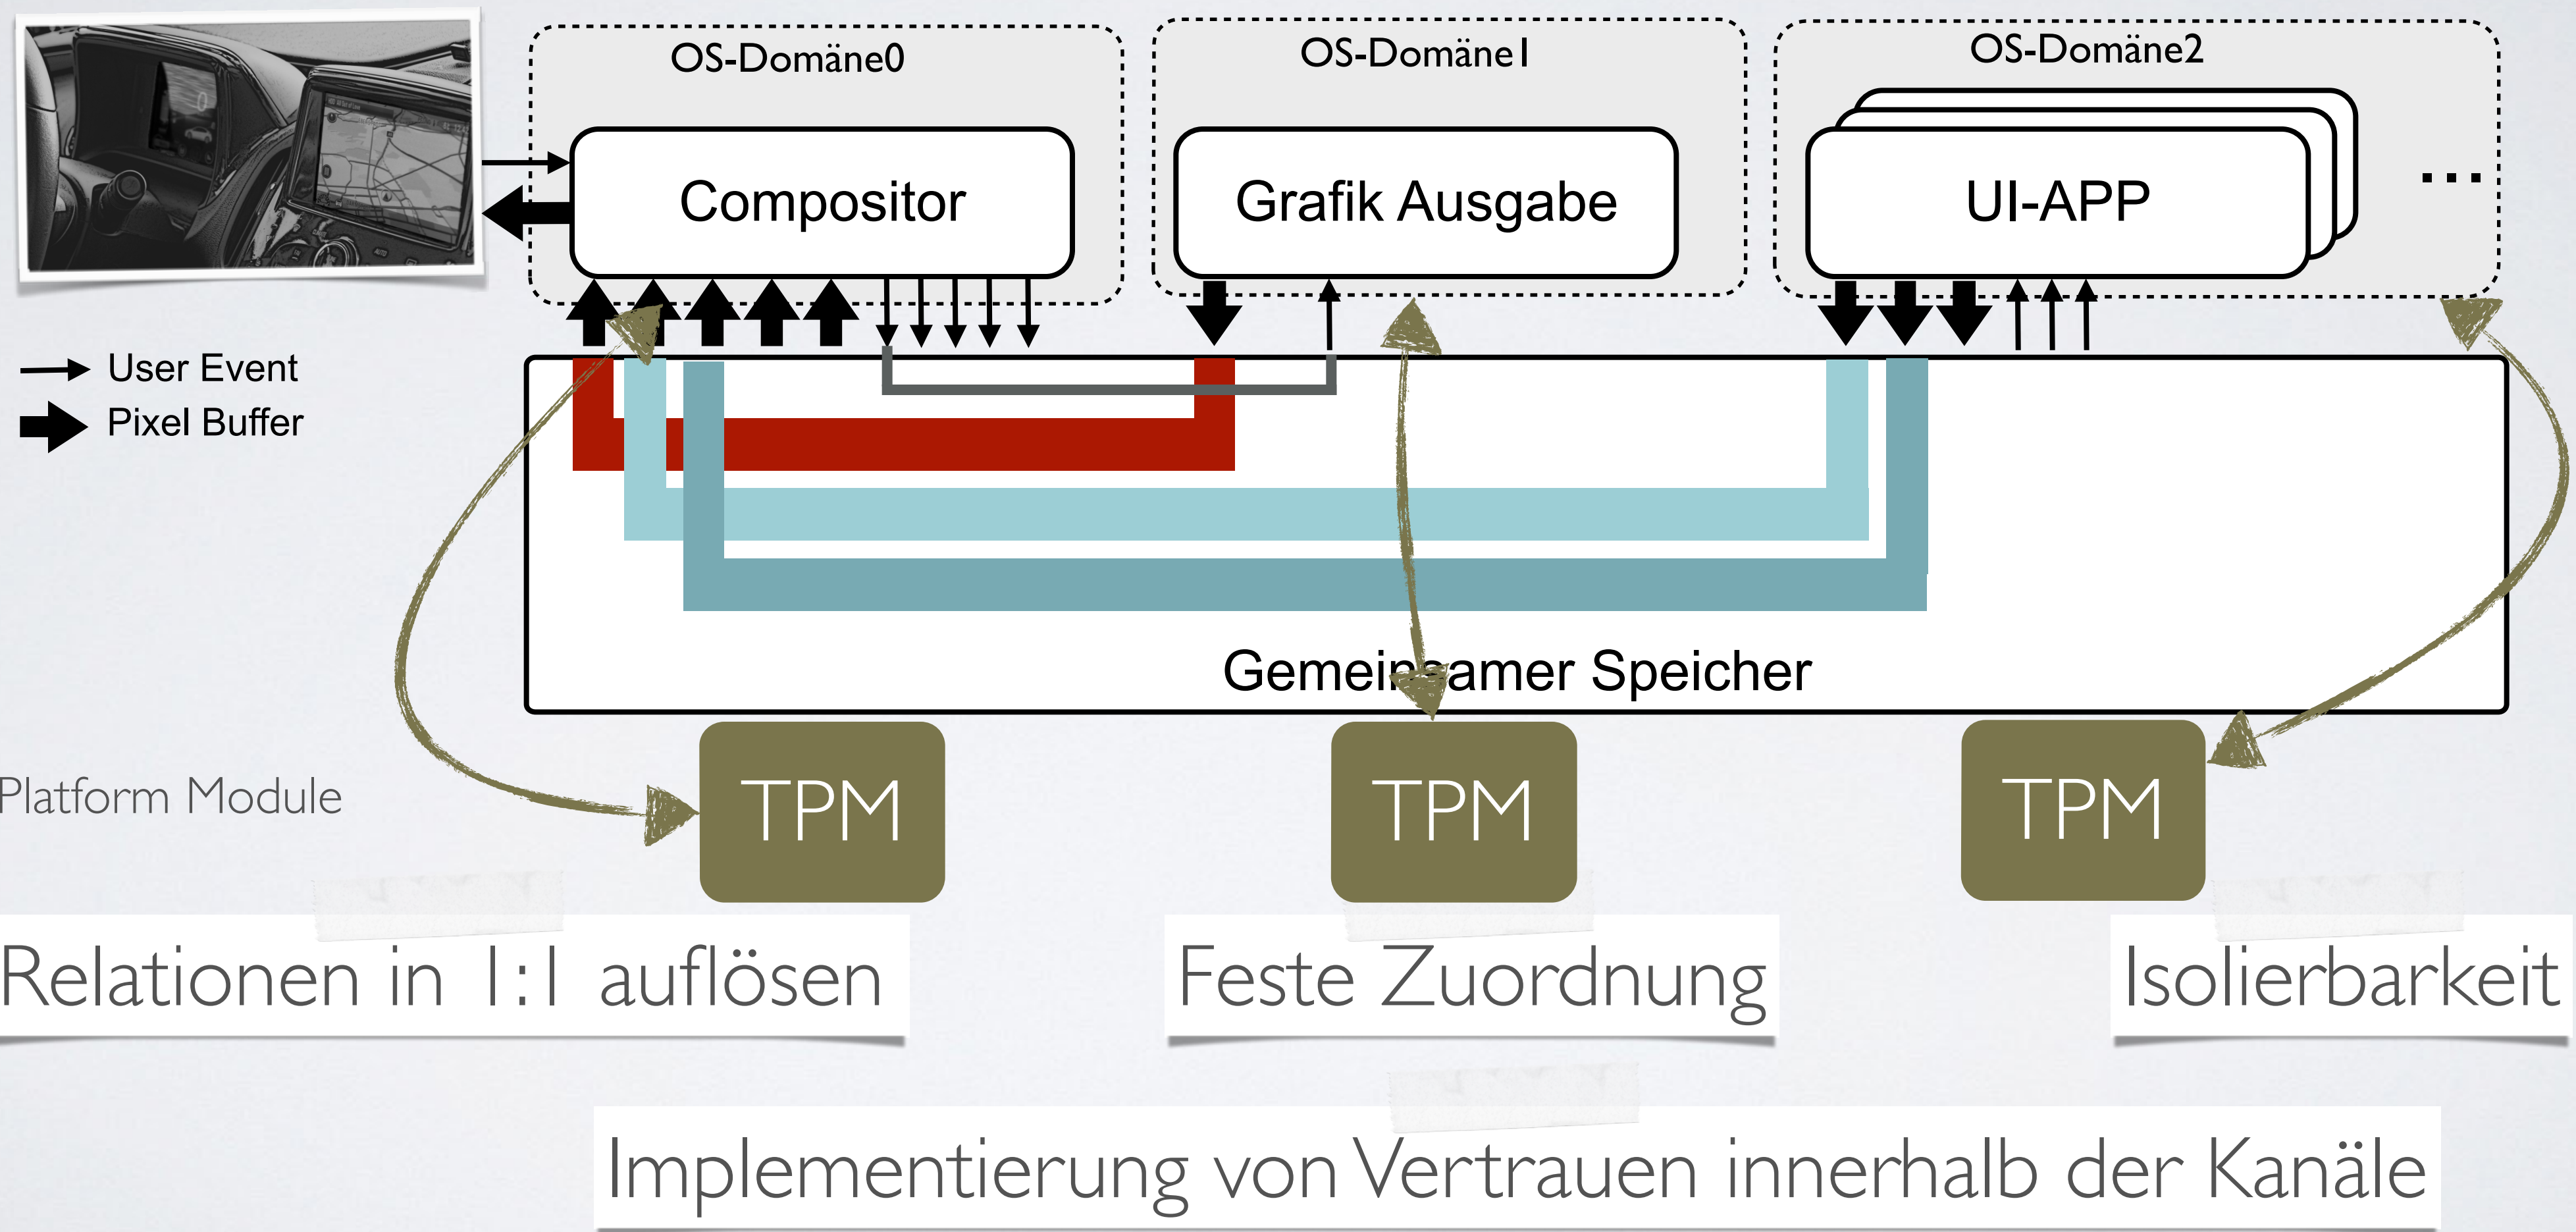 OS-Domäne0
OS-Domäne1
OS-Domäne2
Compositor
Grafik Ausgabe
UI-APP
...
User Event
Pixel Buffer
Gemeinsamer Speicher
Platform Module
TPM
TPM
TPM
Relationen in 1:1 auflösen
Feste Zuordnung
Isolierbarkeit
Implementierung von Vertrauen innerhalb der Kanäle